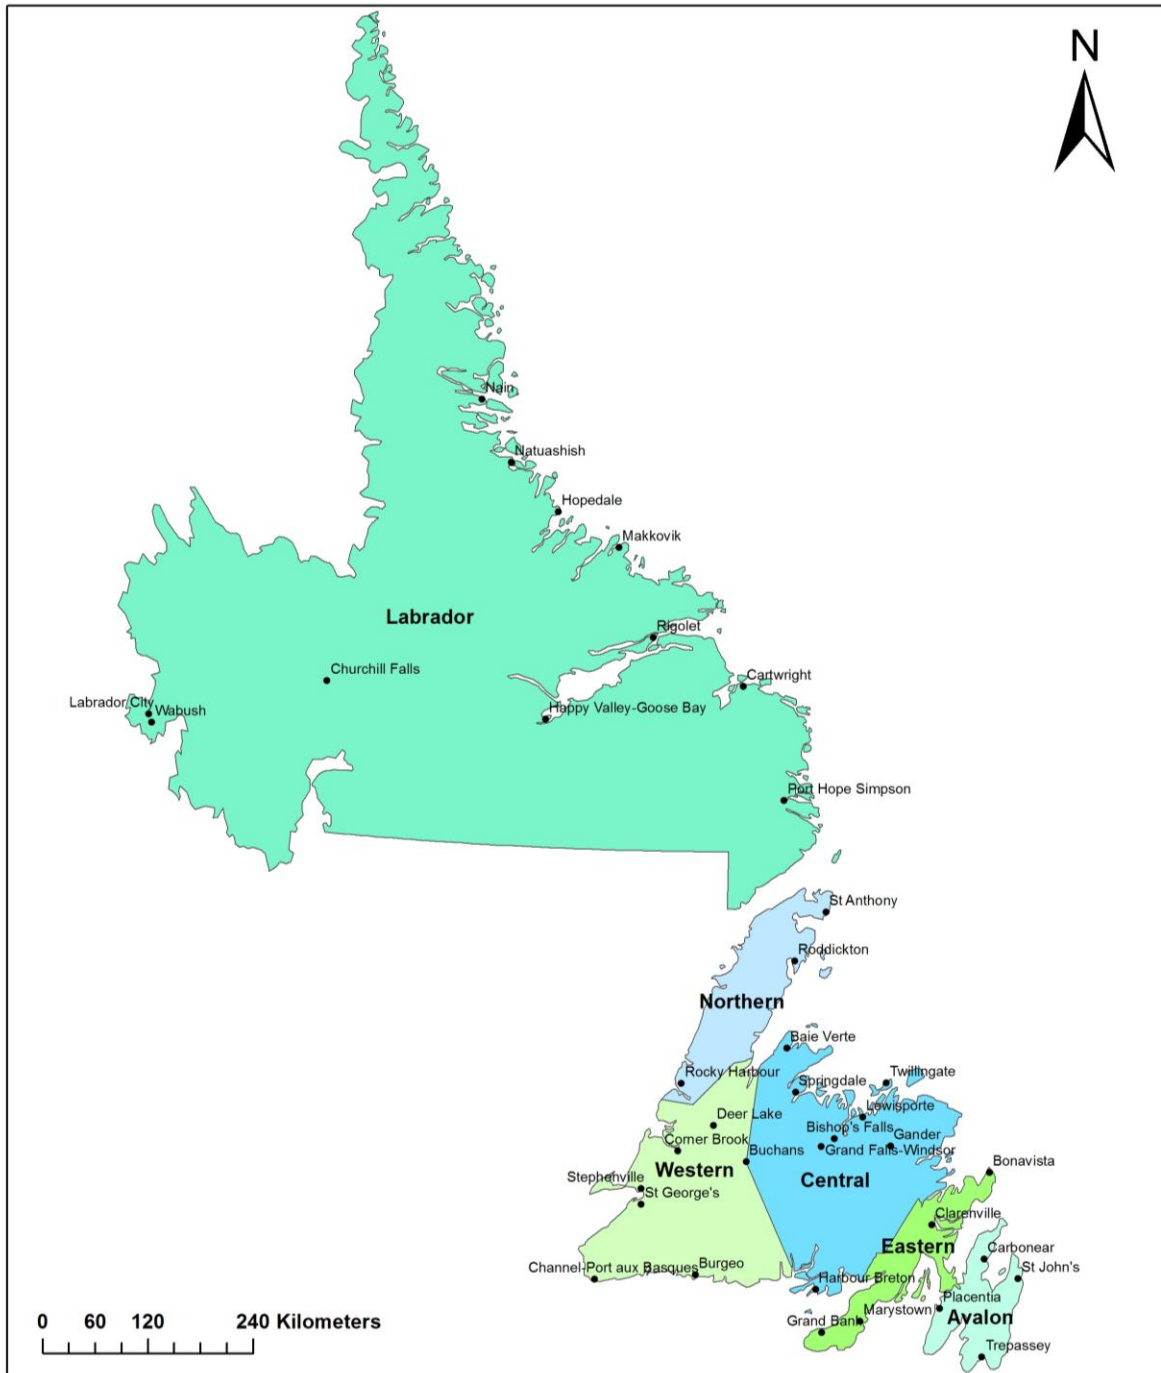 N
Nain
Natuashish
Hopedale
Makkovik
Labrador
Rigolet
Churchill Falls
Cartwright
Labrador City
Wabush
Happy Valley-Goose Bay
Port Hope Simpson
St Anthony
Roddickton
Northern
Baie Verte
Rocky Harbour
Springdale
Twillingate
Lewisporte
Deer Lake
Bishop's Falls
Corner Brook
Gander
Buchans
Grand Falls-Windsor
Western
Bonavista
Stephenville
Central
St George's
Clarenville
Eastern
Carbonear
Channel-Port aux Basques
Burgeo
St John's
Harbour Breton
Placentia
Marystown
Avalon
Grand Bank
0 60 120 240 Kilometers
Trepassey